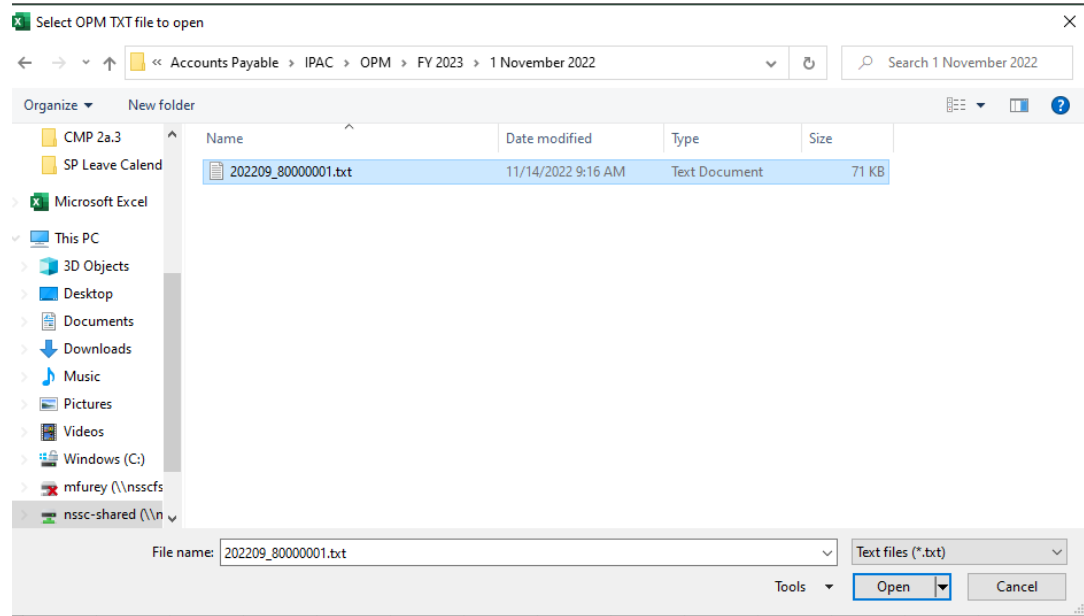 Select OPM TXT file to open
« Accounts Payable > IPAC > OPM > FY 2023 > 1 November 2022
Search 1 November 2022
Organize New folder
Name Date modified Type Size
202209_80000001.txt 11/14/2022 9:16 AM Text Document 71 KB
CMP 2a.3
SP Leave Calend
Microsoft Excel
This PC
3D Objects
Desktop
Documents
Downloads
Music
Pictures
Videos
Windows (C:)
mfurey (\\nsscfs
nssc-shared (\\n
File name: 202209_80000001.txt Text files (*.txt)
Tools Open Cancel